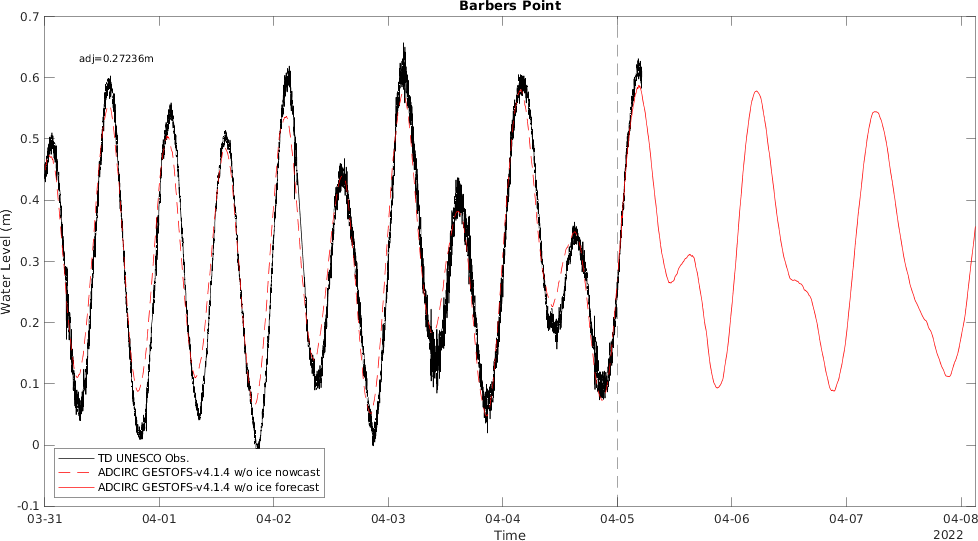 Barbers Point
adj=0.27236m
0.7
0.6
0.5
0.4
0.3
0.2
0.1
0
-0.1
Water Level (m)
TD UNESCO Obs.
ADCIRC GESTOFS-v4.1.4 w/o ice nowcast
ADCIRC GESTOFS-v4.1.4 w/o ice forecast
03-31 04-01 04-02 04-03 04-04 04-05 04-06 04-07 04-08
Time
2022